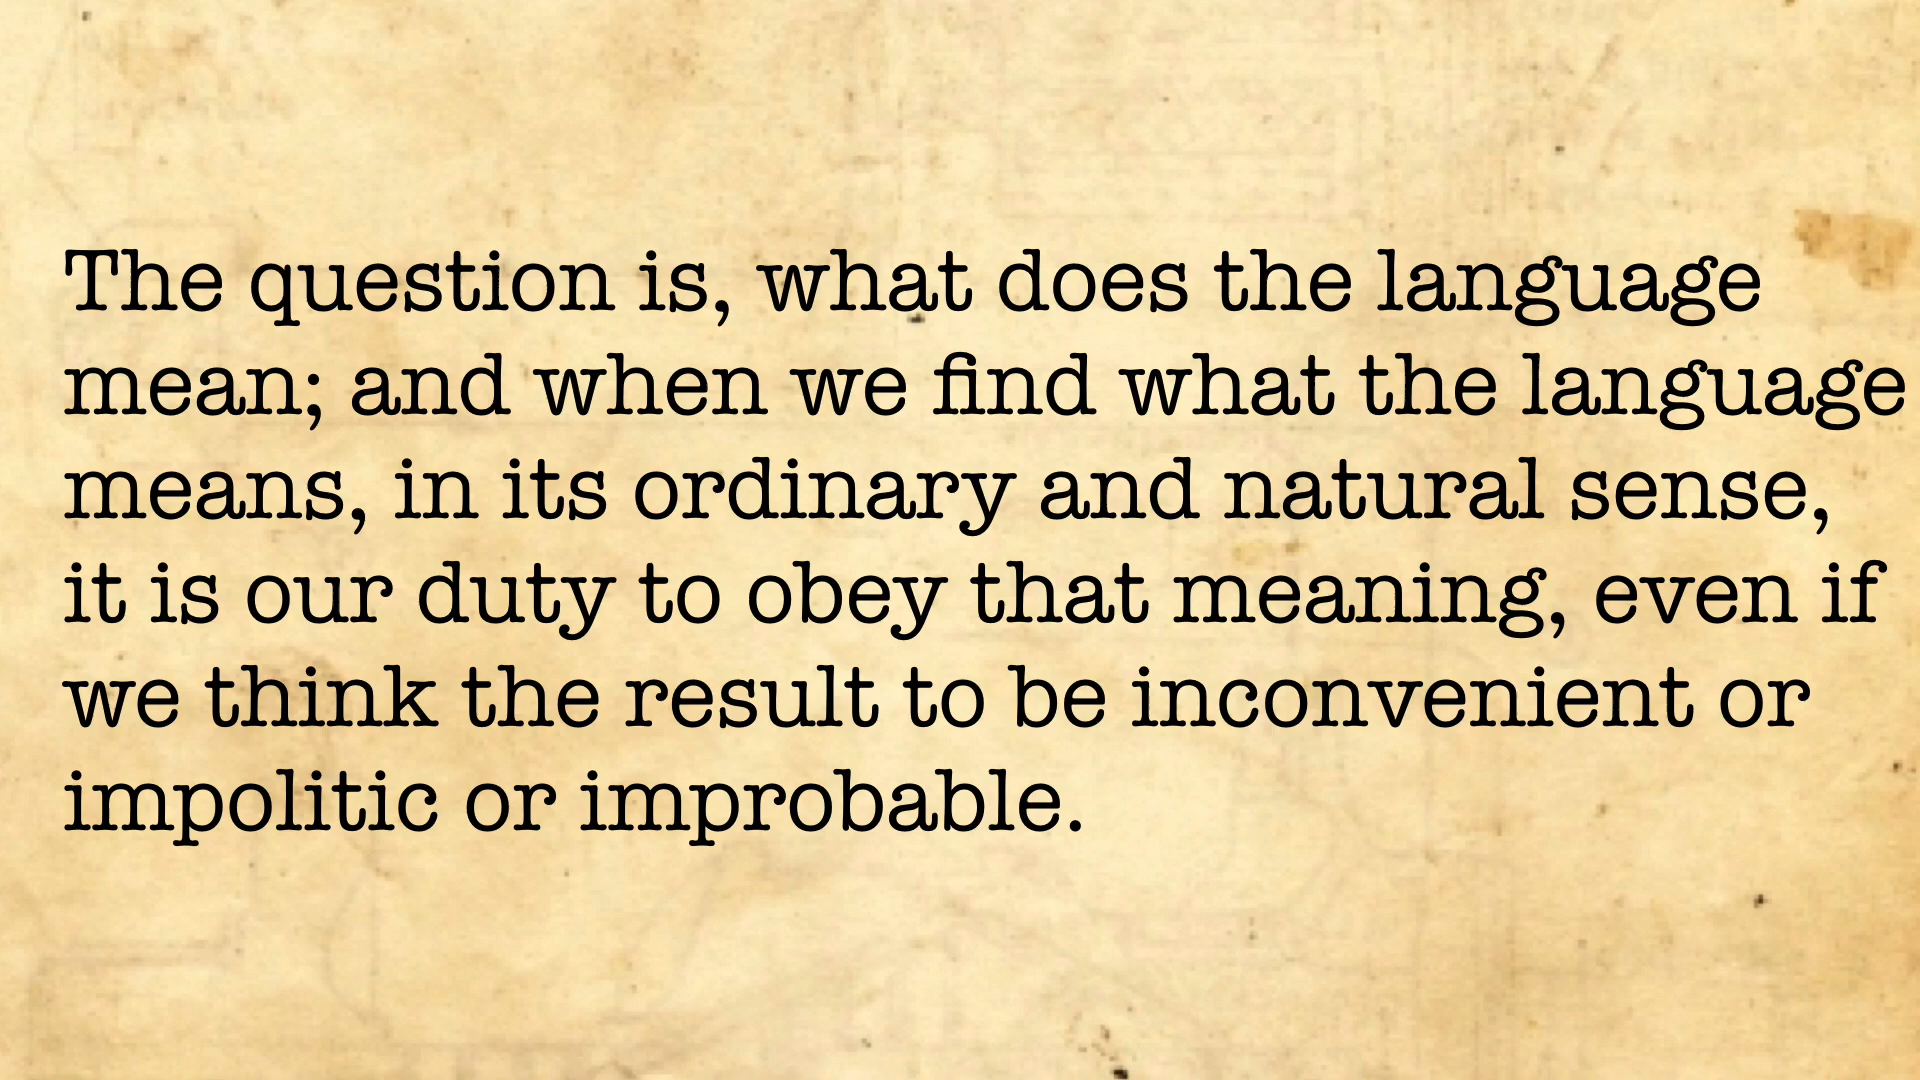 The question is, what does the language
mean; and when we find what the language
means, in its ordinary and natural sense,
it is our duty to obey that meaning, even if
we think the result to be inconvenient or
impolitic or improbable.